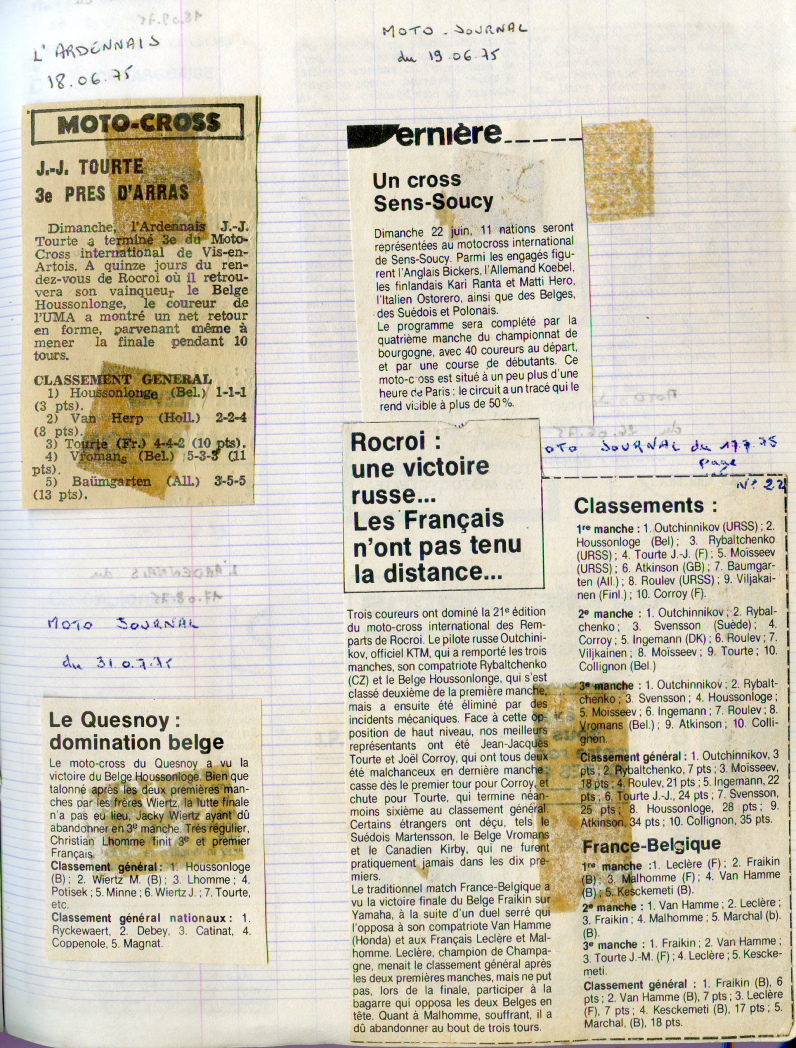 L'ARDENNAIS
18.06.75
MOTO-CROSS
J.-J. TOURTE
3e PRES D'ARRAS
Dimanche, l'Ardennais J.-J.
Tourte a terminé 3e du Moto-
Cross international de Vis-en-
Artois. A quinze jours du ren-
dez-vous de Rocroi où il retrou-
vera son vainqueur, le Belge
Houssonlonge, le coureur de
l'UMA a montré un net retour
en forme, parvenant même à
mener la finale pendant 10
tours.
CLASSEMENT GENERAL
1) Houssonlonge (Bel.) 1-1-1
(3 pts).
2) Van Herp (Holl.) 2-2-4
(8 pts).
3) Tourte (Fr.) 4-4-2 (10 pts).
4) Vromans (Bel.) 5-3-3 (11
pts).
5) Baümgarten (All.) 3-5-5
(13 pts).
MOTO JOURNAL
du 31.07.75
Le Quesnoy :
domination belge
Le moto-cross du Quesnoy a vu la
victoire du Belge Houssonloge. Bien que
talonné après les deux premières man-
ches par les frères Wiertz, la lutte finale
n'a pas eu lieu, Jacky Wiertz ayant dû
abandonner en 3e manche. Très régulier,
Christian Lhomme finit 3e et premier
Français.
Classement général : 1. Houssonloge
(B) ; 2. Wiertz M. (B) ; 3. Lhomme ; 4.
Potisek ; 5. Minne ; 6. Wiertz J. ; 7. Tourte,
etc.
Classement général nationaux : 1.
Ryckewaert, 2. Debey, 3. Catinat, 4.
Coppenole, 5. Magnat.
MOTO-JOURNAL
du 19.06.75
Dernière
Un cross
Sens-Soucy
Dimanche 22 juin, 11 nations seront
représentées au motocross international
de Sens-Soucy. Parmi les engagés figu-
rent l'Anglais Bickers, l'Allemand Koebel,
les finlandais Kari Ranta et Matti Hero,
l'Italien Ostorero, ainsi que des Belges,
des Suédois et Polonais.
Le programme sera complété par la
quatrième manche du championnat de
bourgogne, avec 40 coureurs au départ,
et par une course de débutants. Ce
moto-cross est situé à un peu plus d'une
heure de Paris : le circuit a un tracé qui le
rend visible à plus de 50%.
OTO JOURNAL du 17.7.75
page
N° 22
Rocroi :
une victoire
russe...
Les Français
n'ont pas tenu
la distance...
Trois coureurs ont dominé la 21e édition
du moto-cross international des Rem-
parts de Rocroi. Le pilote russe Outchini-
kov, officiel KTM, qui a remporté les trois
manches, son compatriote Rybaltchenko
(CZ) et le Belge Houssonloge, qui s'est
classé deuxième de la première manche,
mais a ensuite été éliminé par des
incidents mécaniques. Face à cette op-
position de haut niveau, nos meilleurs
représentants ont été Jean-Jacques
Tourte et Joël Corroy, qui ont tous deux
été malchanceux en dernière manche :
casse dès le premier tour pour Corroy, et
chute pour Tourte, qui termine néan-
moins sixième au classement général.
Certains étrangers ont déçu, tels le
Suédois Martensson, le Belge Vromans
et le Canadien Kirby, qui ne furent
pratiquement jamais dans les dix pre-
miers.
Le traditionnel match France-Belgique a
vu la victoire finale du Belge Fraikin sur
Yamaha, à la suite d'un duel serré qui
l'opposa à son compatriote Van Hamme
(Honda) et aux Français Leclère et Mal-
homme. Leclère, champion de Champa-
gne, menait le classement général après
les deux premières manches, mais ne put
pas, lors de la finale, participer à la
bagarre qui opposa les deux Belges en
tête. Quant à Malhomme, souffrant, il a
dû abandonner au bout de trois tours.
Classements :
1re manche : 1. Outchinnikov (URSS) ; 2.
Houssonloge (Bel) ; 3. Rybaltchenko
(URSS) ; 4. Tourte J.-J. (F) ; 5. Moïsseev
(URSS) ; 6. Atkinson (GB) ; 7. Baumgar-
ten (All.) ; 8. Roulev (URSS) ; 9. Viljakai-
nen (Finl.) ; 10. Corroy (F).
2e manche : 1. Outchinnikov ; 2. Rybal-
chenko ; 3. Svensson (Suède) ; 4.
Corroy ; 5. Ingemann (DK) ; 6. Roulev ; 7.
Viljkainen ; 8. Moïsseev ; 9. Tourte ; 10.
Collignon (Bel.)
3e manche : 1. Outchinnikov ; 2. Rybalt-
chenko ; 3. Svensson ; 4. Houssonloge ;
5. Moisseev ; 6. Ingemann ; 7. Roulev ; 8.
Vromans (Bel.) ; 9. Atkinson ; 10. Colli-
gnon.
Classement général : 1. Outchinnikov, 3
pts ; 2. Rybaltchenko, 7 pts ; 3. Moïsseev,
18 pts ; 4. Roulev, 21 pts ; 5. Ingemann, 22
pts ; 6. Tourte J.-J., 24 pts ; 7. Svensson,
25 pts ; 8. Houssonloge, 28 pts ; 9.
Atkinson, 34 pts ; 10. Collignon, 35 pts.
France-Belgique
1re manche :1. Leclère (F) ; 2. Fraikin
(B) ; 3. Malhomme (F) ; 4. Van Hamme
(B) ; 5. Kesckemeti (B).
2e manche : 1. Van Hamme ; 2. Leclère ;
3. Fraikin ; 4. Malhomme ; 5. Marchal (b).
(B).
3e manche : 1. Fraikin ; 2. Van Hamme ;
3. Tourte J.-M. (F) ; 4. Leclère ; 5. Kescke-
meti.
Classement général : 1. Fraikin (B), 6
pts ; 2. Van Hamme (B), 7 pts ; 3. Leclère
(F), 7 pts ; 4. Kesckemeti (B), 17 pts ; 5.
Marchal, (B), 18 pts.